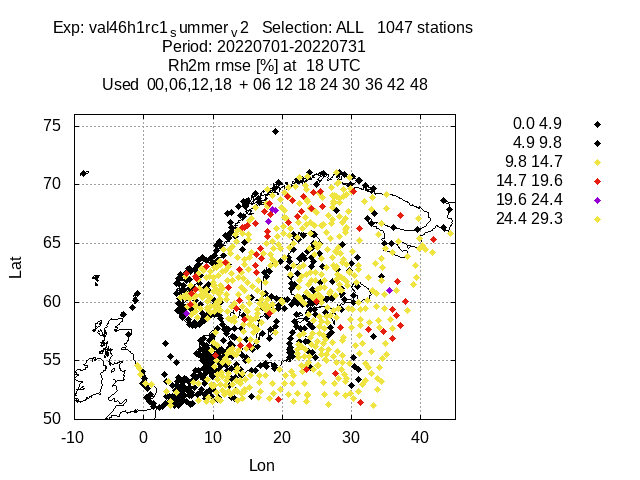 Exp: val46h1rc1summerv2 Selection: ALL 1047 stations
Period: 20220701-20220731
Rh2m rmse [%] at 18 UTC
Used 00,06,12,18 + 06 12 18 24 30 36 42 48
0.0 4.9
4.9 9.8
9.8 14.7
14.7 19.6
19.6 24.4
24.4 29.3
75
70
65
60
55
50
Lat
-10 0 10 20 30 40
Lon